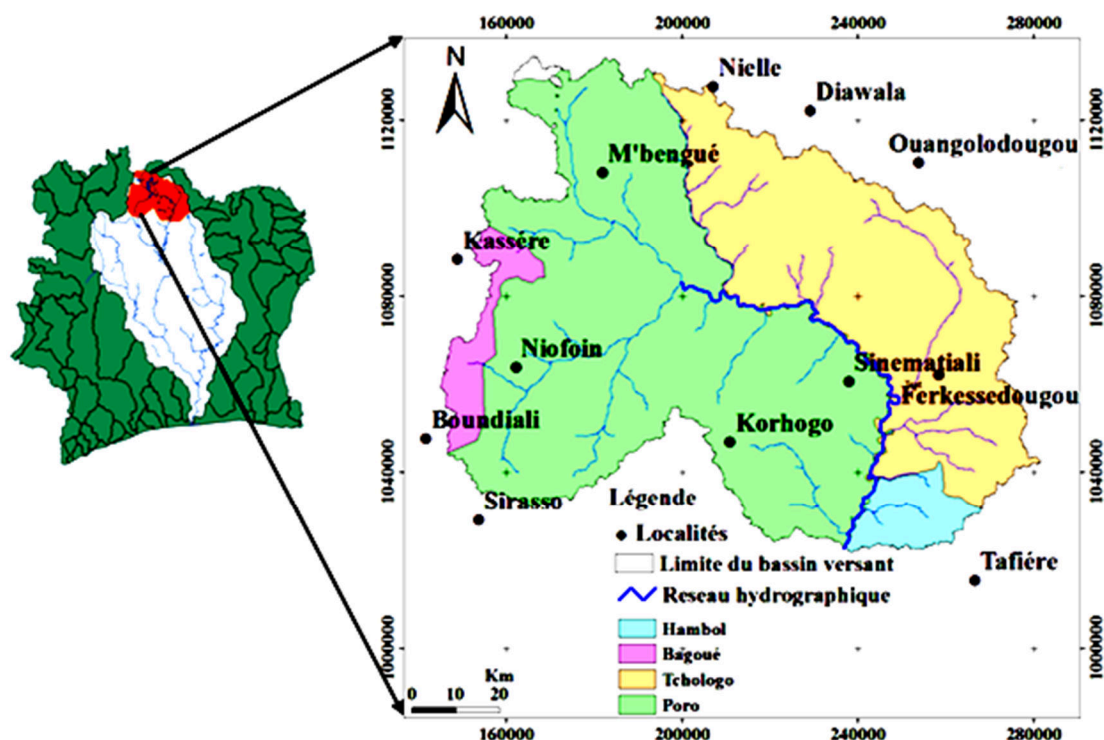 160000 200000 240000 280000
N
Nielle
Diawala
1120000
1120000
Ouangolodougou
M'bengué
Kassére
1080000
1080000
Niofoin
Sinematiali
Ferkessedougou
Boundiali
Korhogo
1040000
1040000
Sirasso
Légende
Localités
Limite du bassin versant
Tafiére
Reseau hydrographique
Hambol
Bagoué
1000000
1000000
Km
Tchologo
0 10 20
Poro
160000 200000 240000 280000